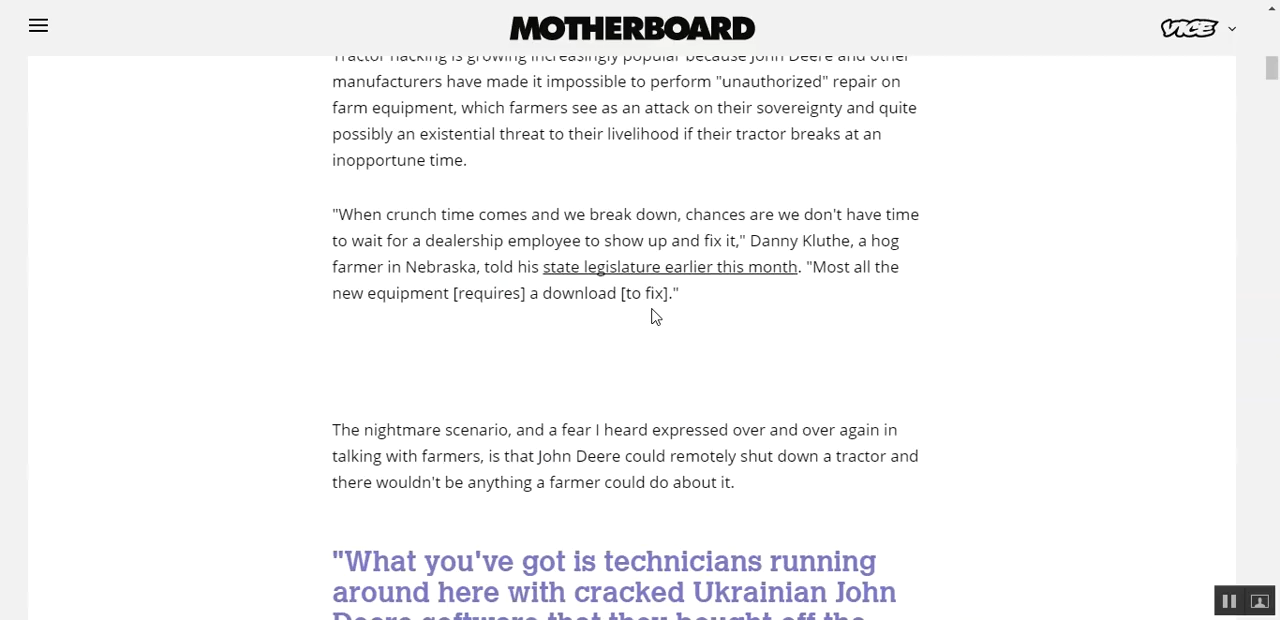 MOTHERBOARD
VICE
Tractor hacking is growing increasingly popular because John Deere and other
manufacturers have made it impossible to perform "unauthorized" repair on
farm equipment, which farmers see as an attack on their sovereignty and quite
possibly an existential threat to their livelihood if their tractor breaks at an
inopportune time.
"When crunch time comes and we break down, chances are we don't have time
to wait for a dealership employee to show up and fix it," Danny Kluthe, a hog
farmer in Nebraska, told his state legislature earlier this month. "Most all the
new equipment [requires] a download [to fix]."
The nightmare scenario, and a fear I heard expressed over and over again in
talking with farmers, is that John Deere could remotely shut down a tractor and
there wouldn't be anything a farmer could do about it.
"What you've got is technicians running
around here with cracked Ukrainian John
Deere software that they bought off the